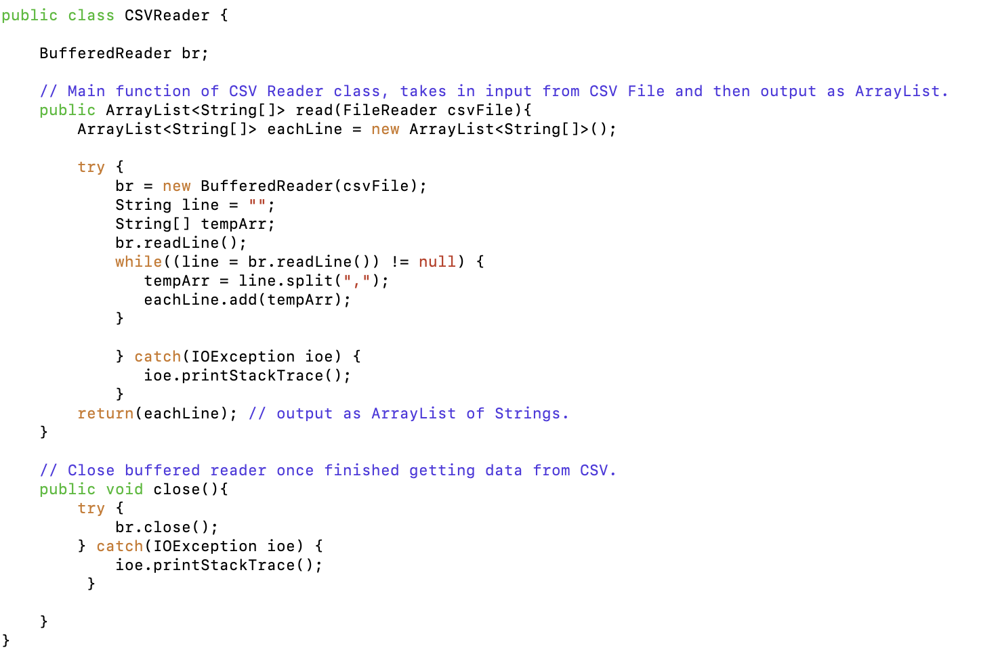 public class CSVReader {
BufferedReader br;
// Main function of CSV Reader class, takes in input from CSV File and then output as ArrayList.
public ArrayList<String[]> read(FileReader csvFile){
ArrayList<String[]> eachLine = new ArrayList<String[]>();
try {
br = new BufferedReader(csvFile);
String line = "";
String[] tempArr;
br.readLine();
while((line = br.readLine()) != null) {
tempArr = line.split(",");
eachLine.add(tempArr);
}
} catch(IOException ioe) {
ioe.printStackTrace();
}
return(eachLine); // output as ArrayList of Strings.
}
// Close buffered reader once finished getting data from CSV.
public void close(){
try {
br.close();
} catch(IOException ioe) {
ioe.printStackTrace();
}
}
}